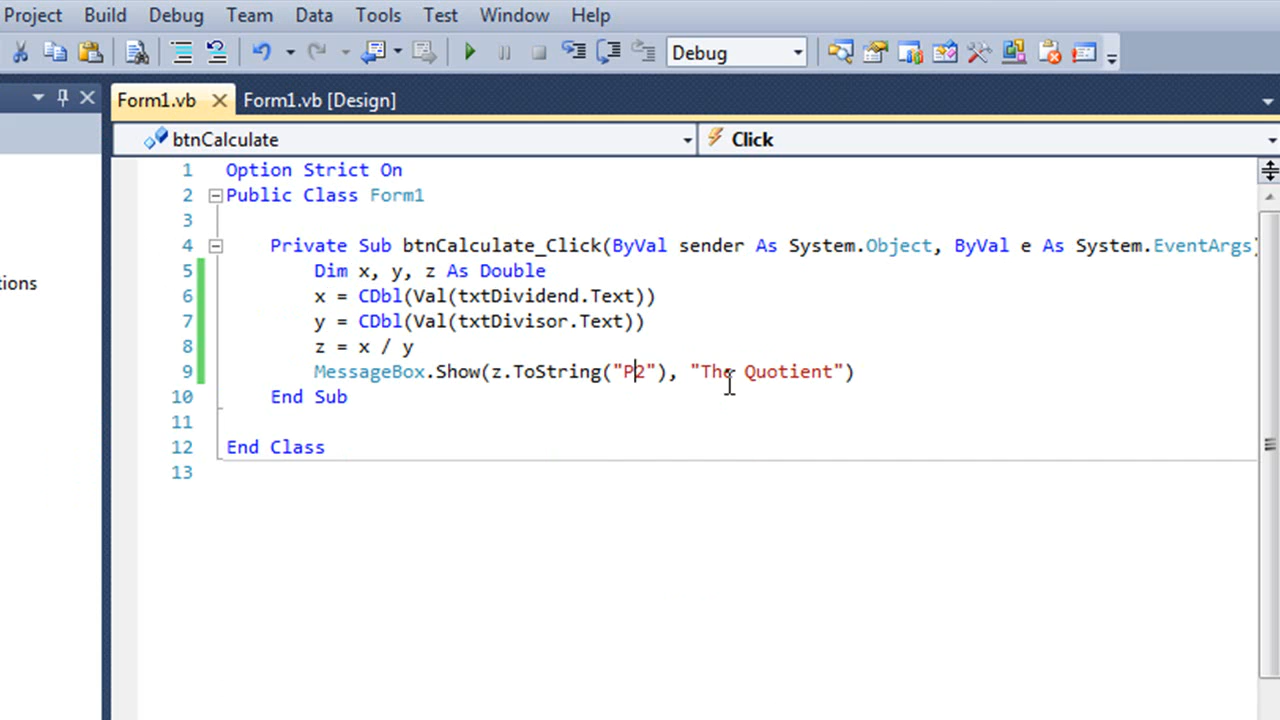 Project Build Debug Team Data Tools Test Window Help
Debug
Form1.vb Form1.vb [Design]
btnCalculate Click
1 Option Strict On
2 Public Class Form1
3
4 Private Sub btnCalculate_Click(ByVal sender As System.Object, ByVal e As System.EventArgs)
tions
5 Dim x, y, z As Double
6 x = CDbl(Val(txtDividend.Text))
7 y = CDbl(Val(txtDivisor.Text))
8 z = x / y
9 MessageBox.Show(z.ToString("P2"), "The Quotient")
10 End Sub
11
12 End Class
13